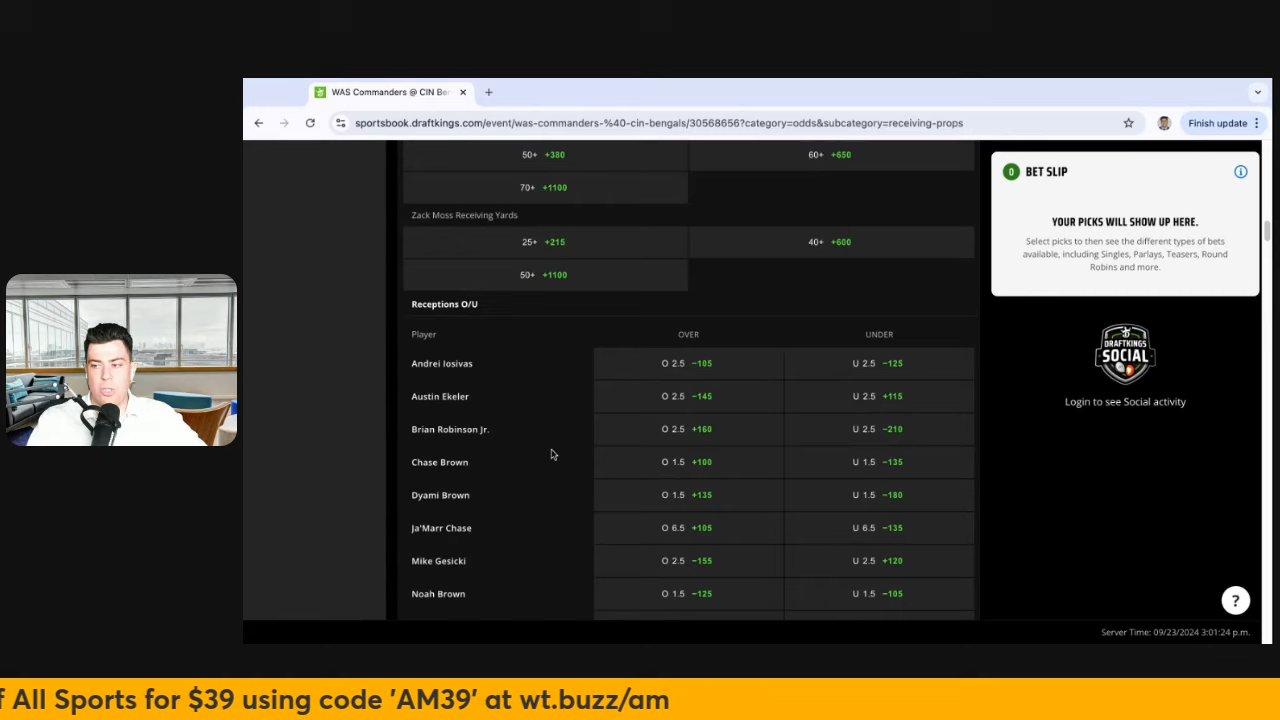 WAS Commanders @ CIN Ben
sportsbook.draftkings.com/event/was-commanders-%40-cin-bengals/30568656?category=odds&subcategory=receiving-props
Finish update
50+ +380 60+ +650
70+ +1100
Zack Moss Receiving Yards
25+ +215 40+ +600
50+ +1100
Receptions O/U
Player OVER UNDER
Andrei Iosivas O 2.5 −105 U 2.5 −125
Austin Ekeler O 2.5 −145 U 2.5 +115
Brian Robinson Jr. O 2.5 +160 U 2.5 −210
Chase Brown O 1.5 +100 U 1.5 −135
Dyami Brown O 1.5 +135 U 1.5 −180
Ja'Marr Chase O 6.5 +105 U 6.5 −135
Mike Gesicki O 2.5 −155 U 2.5 +120
Noah Brown O 1.5 −125 U 1.5 −105
0 BET SLIP
YOUR PICKS WILL SHOW UP HERE.
Select picks to then see the different types of bets
available, including Singles, Parlays, Teasers, Round
Robins and more.
DRAFTKINGS
SOCIAL
Login to see Social activity
?
Server Time: 09/23/2024 3:01:24 p.m.
f All Sports for $39 using code 'AM39' at wt.buzz/am